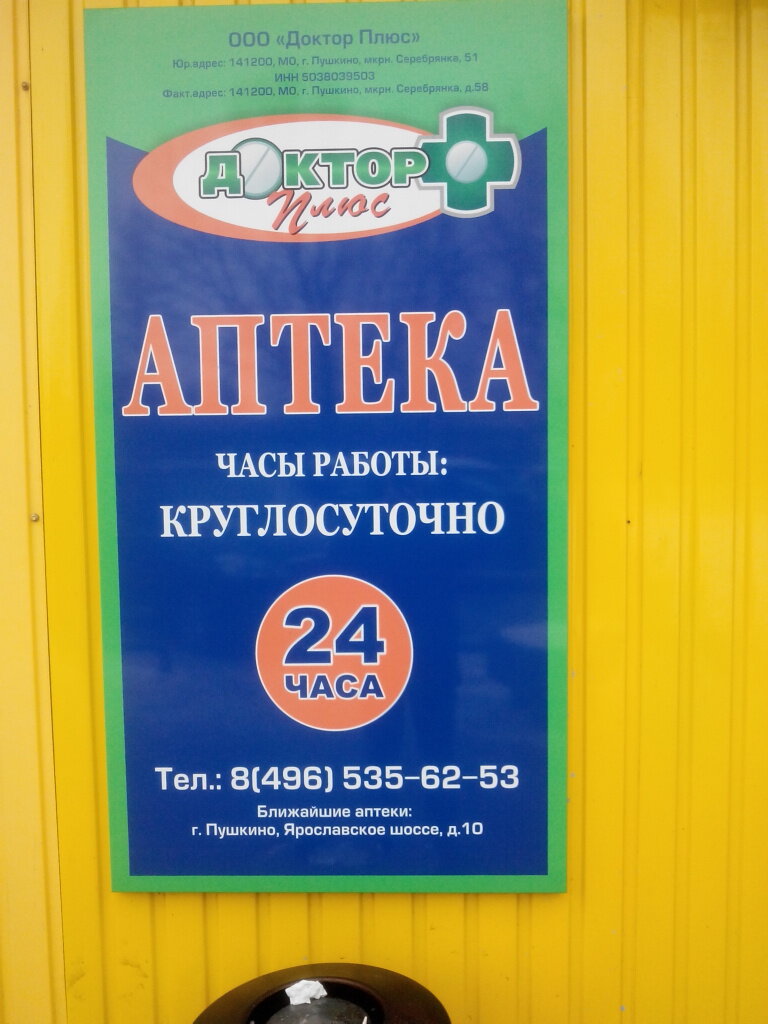 ООО «Доктор Плюс»
Юр.адрес: 141200, МО, г. Пушкино, мкрн. Серебрянка, 51
ИНН 5038039503
Факт.адрес: 141200, МО, г. Пушкино, мкрн. Серебрянка, д.58
ДОКТОР
Плюс
АПТЕКА
ЧАСЫ РАБОТЫ:
КРУГЛОСУТОЧНО
24
ЧАСА
Тел.: 8(496) 535-62-53
Ближайшие аптеки:
г. Пушкино, Ярославское шоссе, д.10